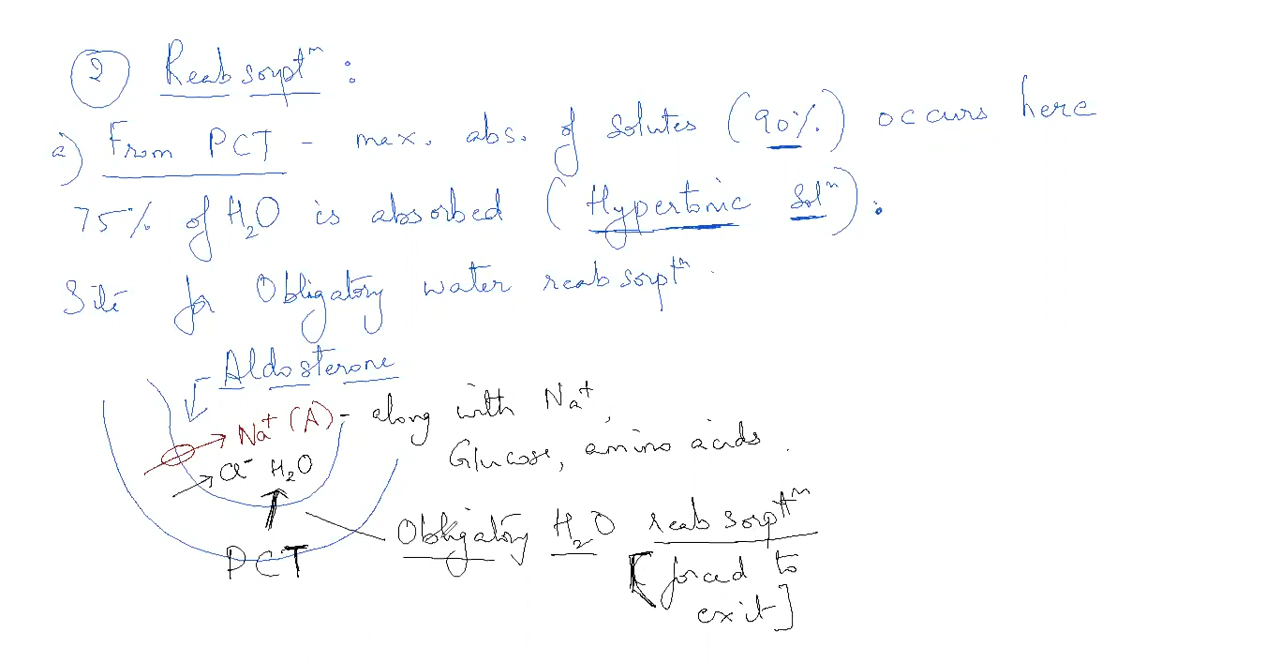 ② Reabsorptⁿ :
a) From PCT - max. abs. of solutes (90%.) occurs here
75% of H₂O is absorbed (Hypertonic Solⁿ).
Site for Obligatory water reabsorptⁿ.
Aldosterone
Na⁺ (A) - along with Na⁺,
Glucose, amino acids.
Cl⁻ H₂O
Obligatory H₂O reabsorptⁿ
PCT
[forced to
exit]